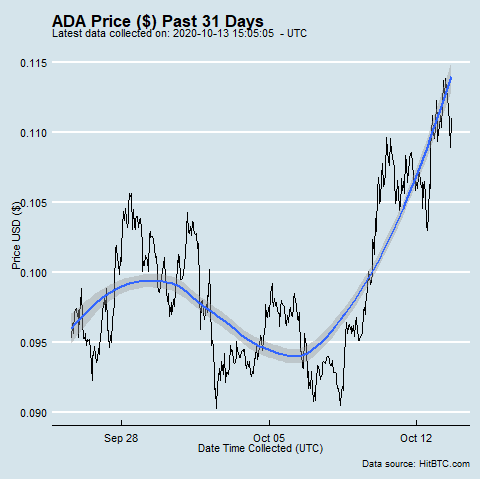 ADA Price ($) Past 31 Days
Latest data collected on: 2020-10-13 15:05:05 - UTC
0.115
0.110
0.105
0.100
0.095
0.090
Price USD ($)
Sep 28
Oct 05
Oct 12
Date Time Collected (UTC)
Data source: HitBTC.com